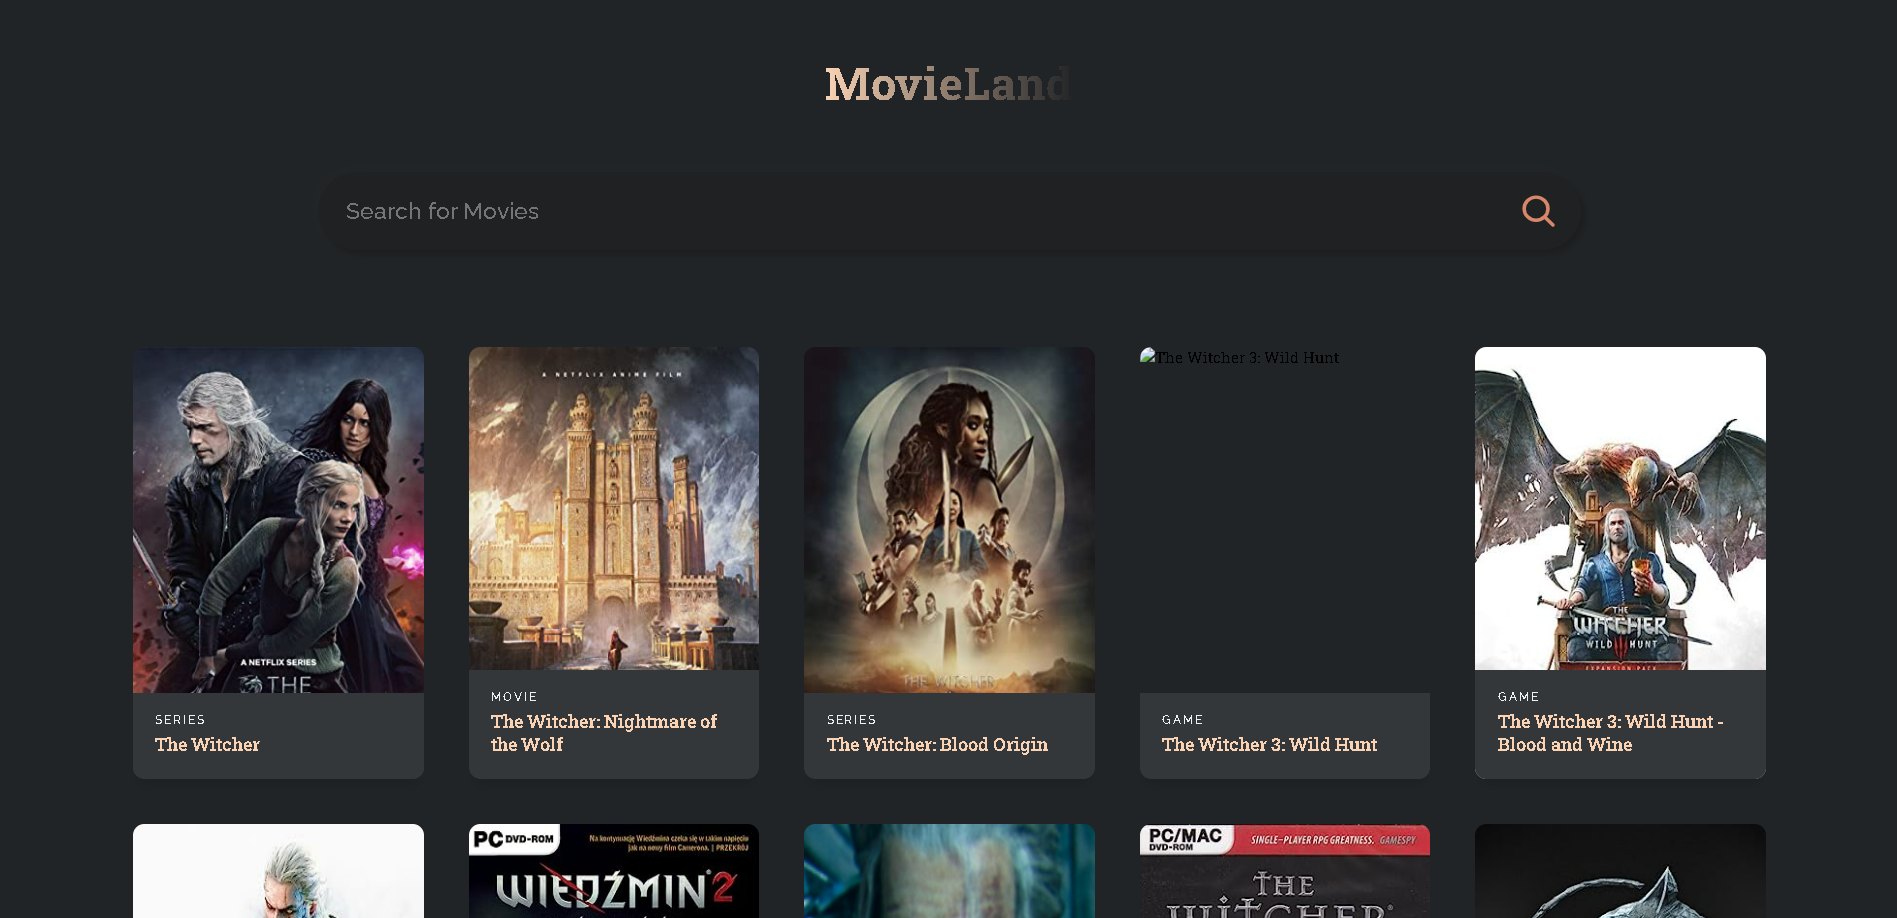 MovieLand
Search for Movies
A NETFLIX SERIES
THE
SERIES
The Witcher
A NETFLIX ANIME FILM
MOVIE
The Witcher: Nightmare of
the Wolf
THE WITCHER
SERIES
The Witcher: Blood Origin
The Witcher 3: Wild Hunt
GAME
The Witcher 3: Wild Hunt
THE
WITCHER
WILD HUNT
EXPANSION PACK
GAME
The Witcher 3: Wild Hunt -
Blood and Wine
PC DVD-ROM
Na kontynuację Wiedźmina czeka się w takim napięciu
jak na nowy film Camerona. | PRZEKRÓJ
WIEDŹMIN 2
PC/MAC
DVD-ROM
SINGLE-PLAYER RPG GREATNESS. GAMESPY
THE
WITCHER